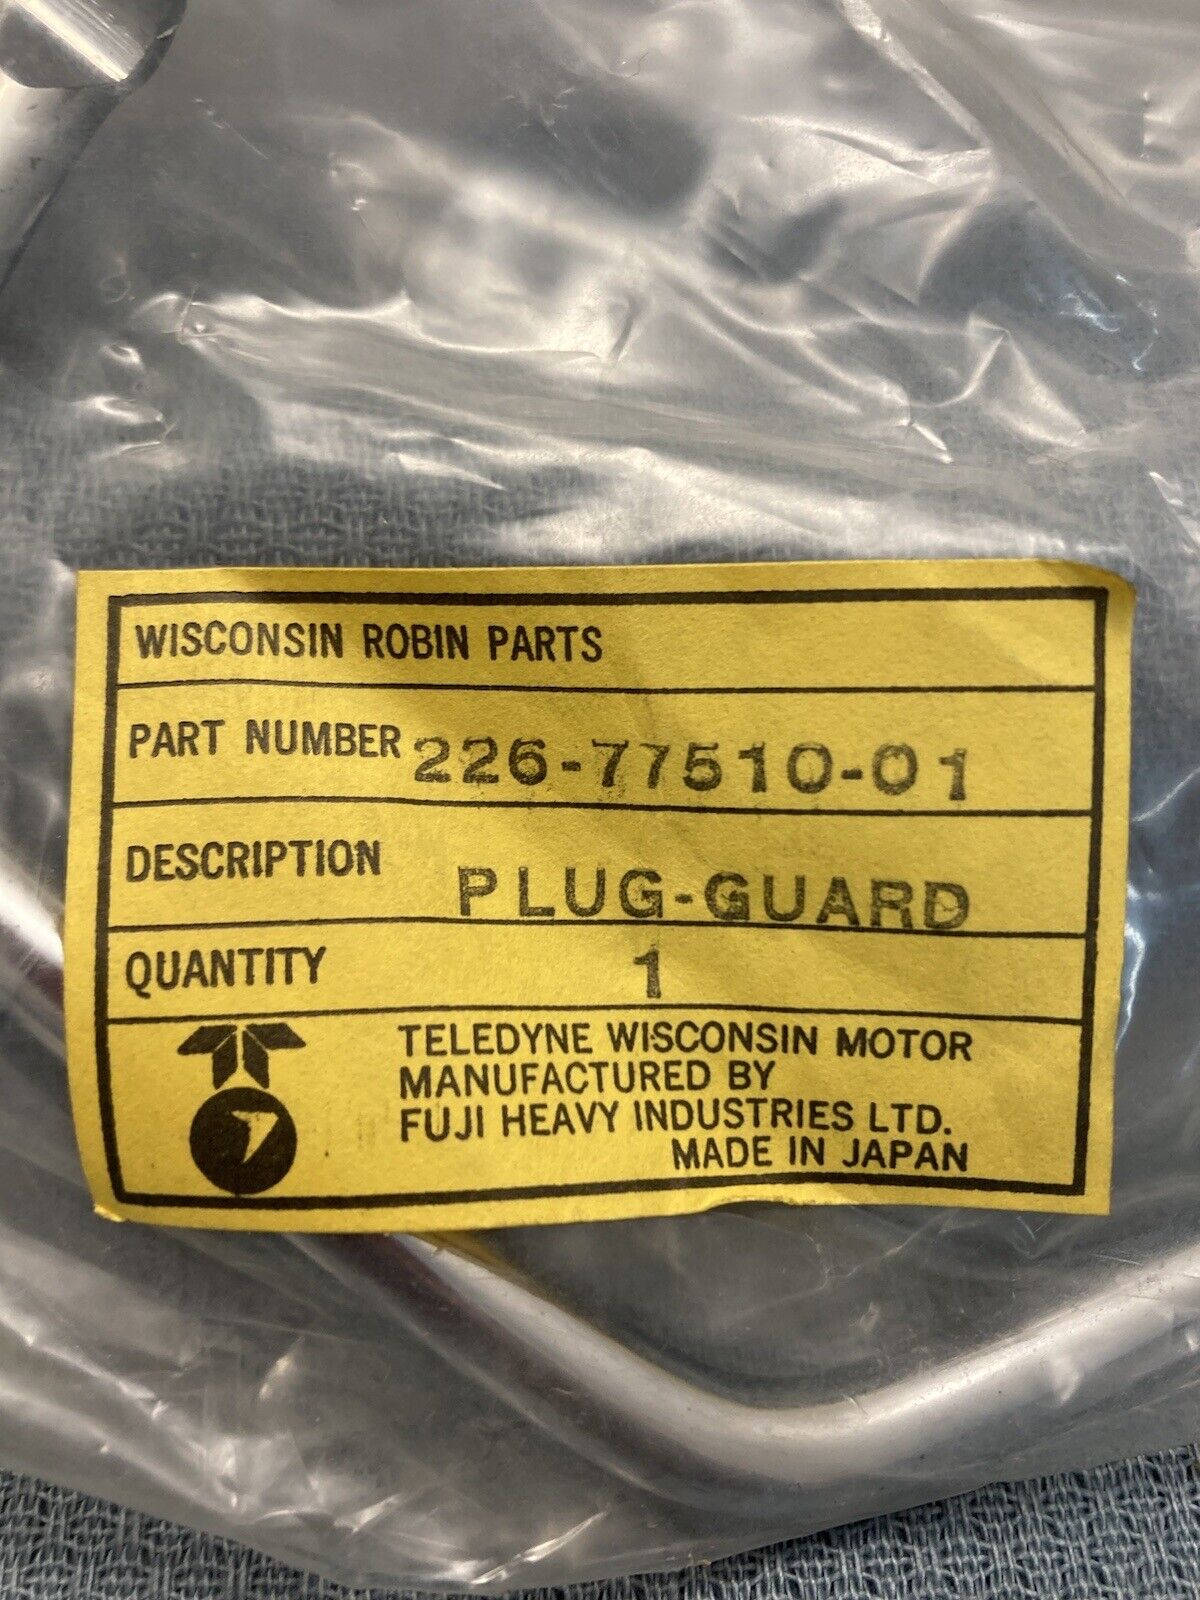 WISCONSIN ROBIN PARTS
PART NUMBER 226-77510-01
DESCRIPTION PLUG-GUARD
QUANTITY 1
TELEDYNE WISCONSIN MOTOR
MANUFACTURED BY
FUJI HEAVY INDUSTRIES LTD.
MADE IN JAPAN